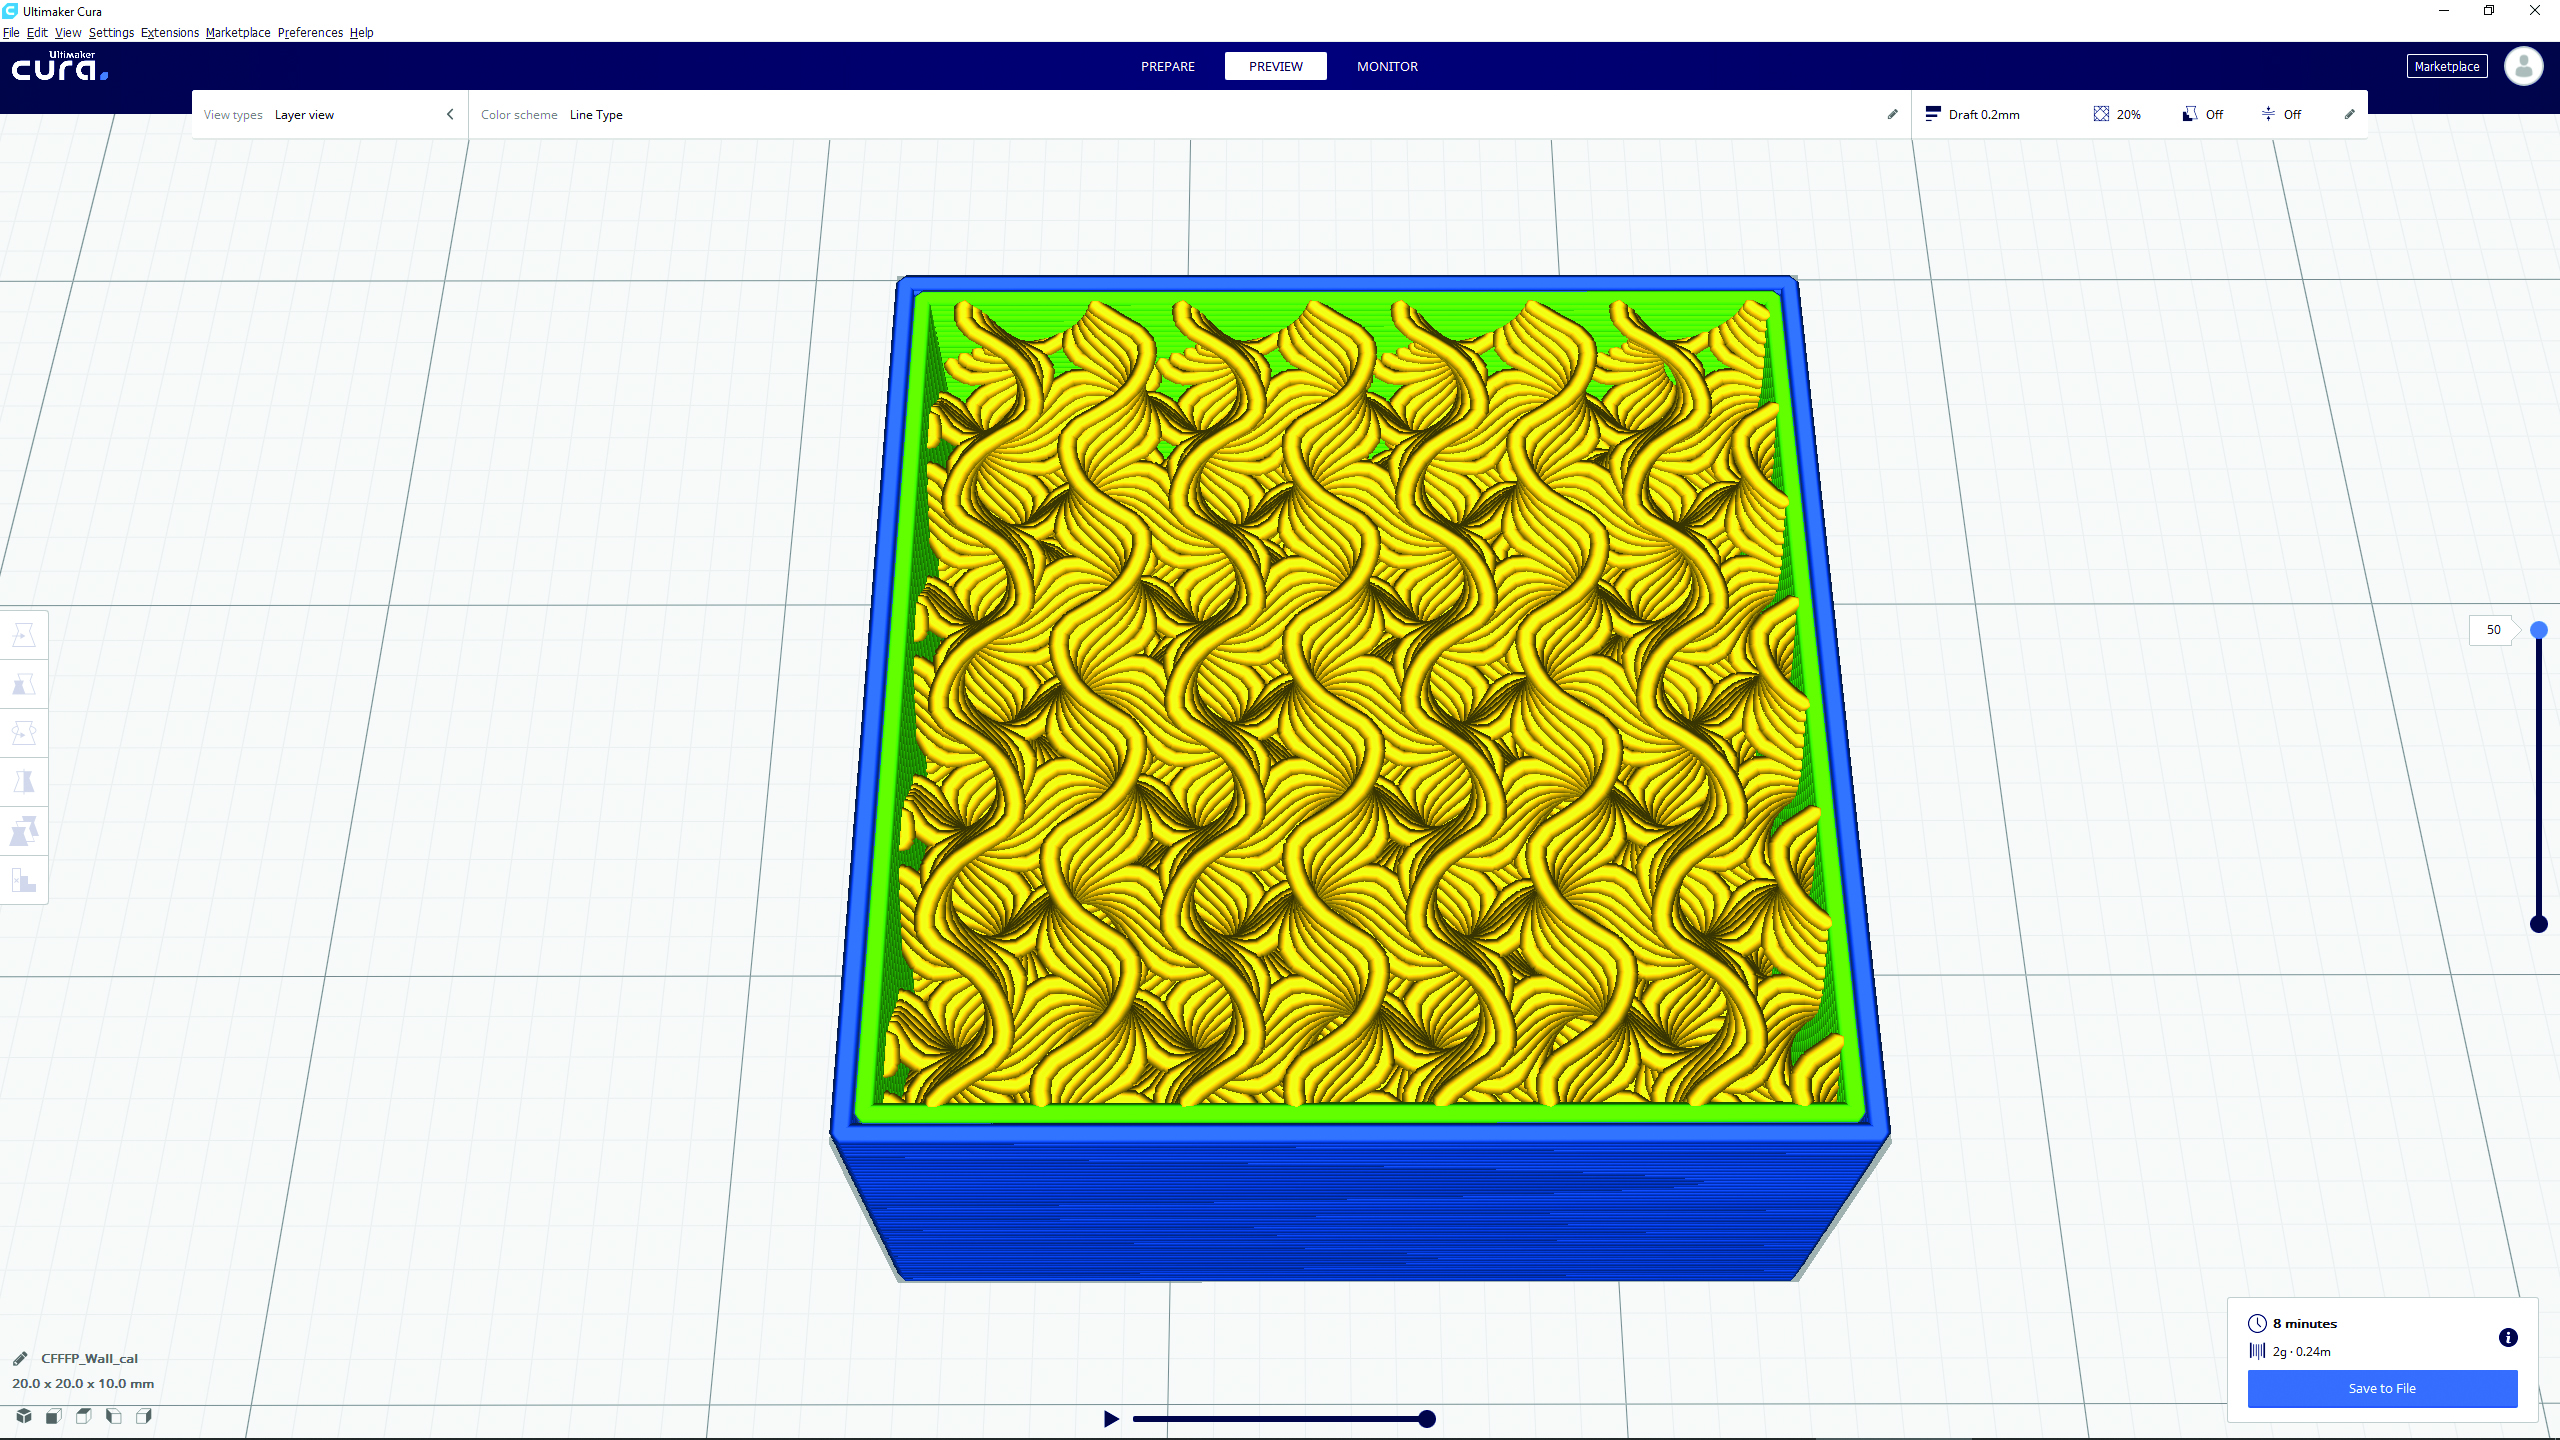 Ultimaker Cura
File Edit View Settings Extensions Marketplace Preferences Help
Ultimaker
cura.
PREPARE PREVIEW MONITOR
Marketplace
View types Layer view
Color scheme Line Type
Draft 0.2mm 20% Off Off
50
8 minutes
2g · 0.24m
Save to File
CFFFP_Wall_cal
20.0 x 20.0 x 10.0 mm